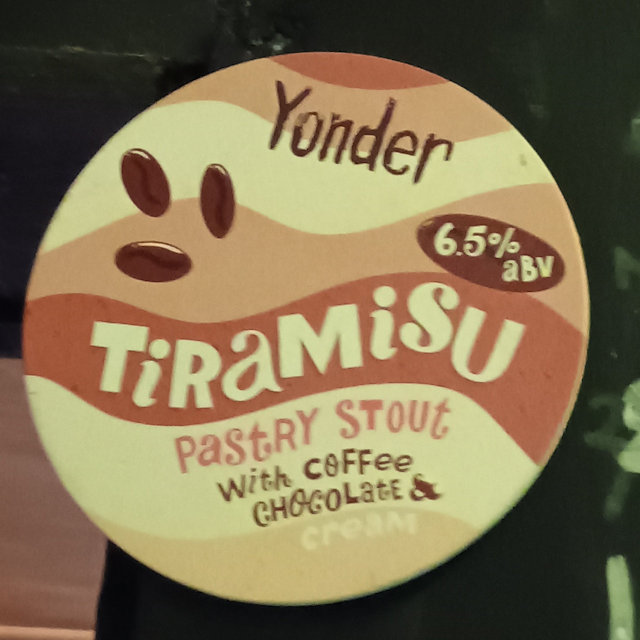 Yonder
6.5%
aBV
TiRaMiSU
PaStRY StOUt
With COFFee
CHOCOLatE &
cReaM